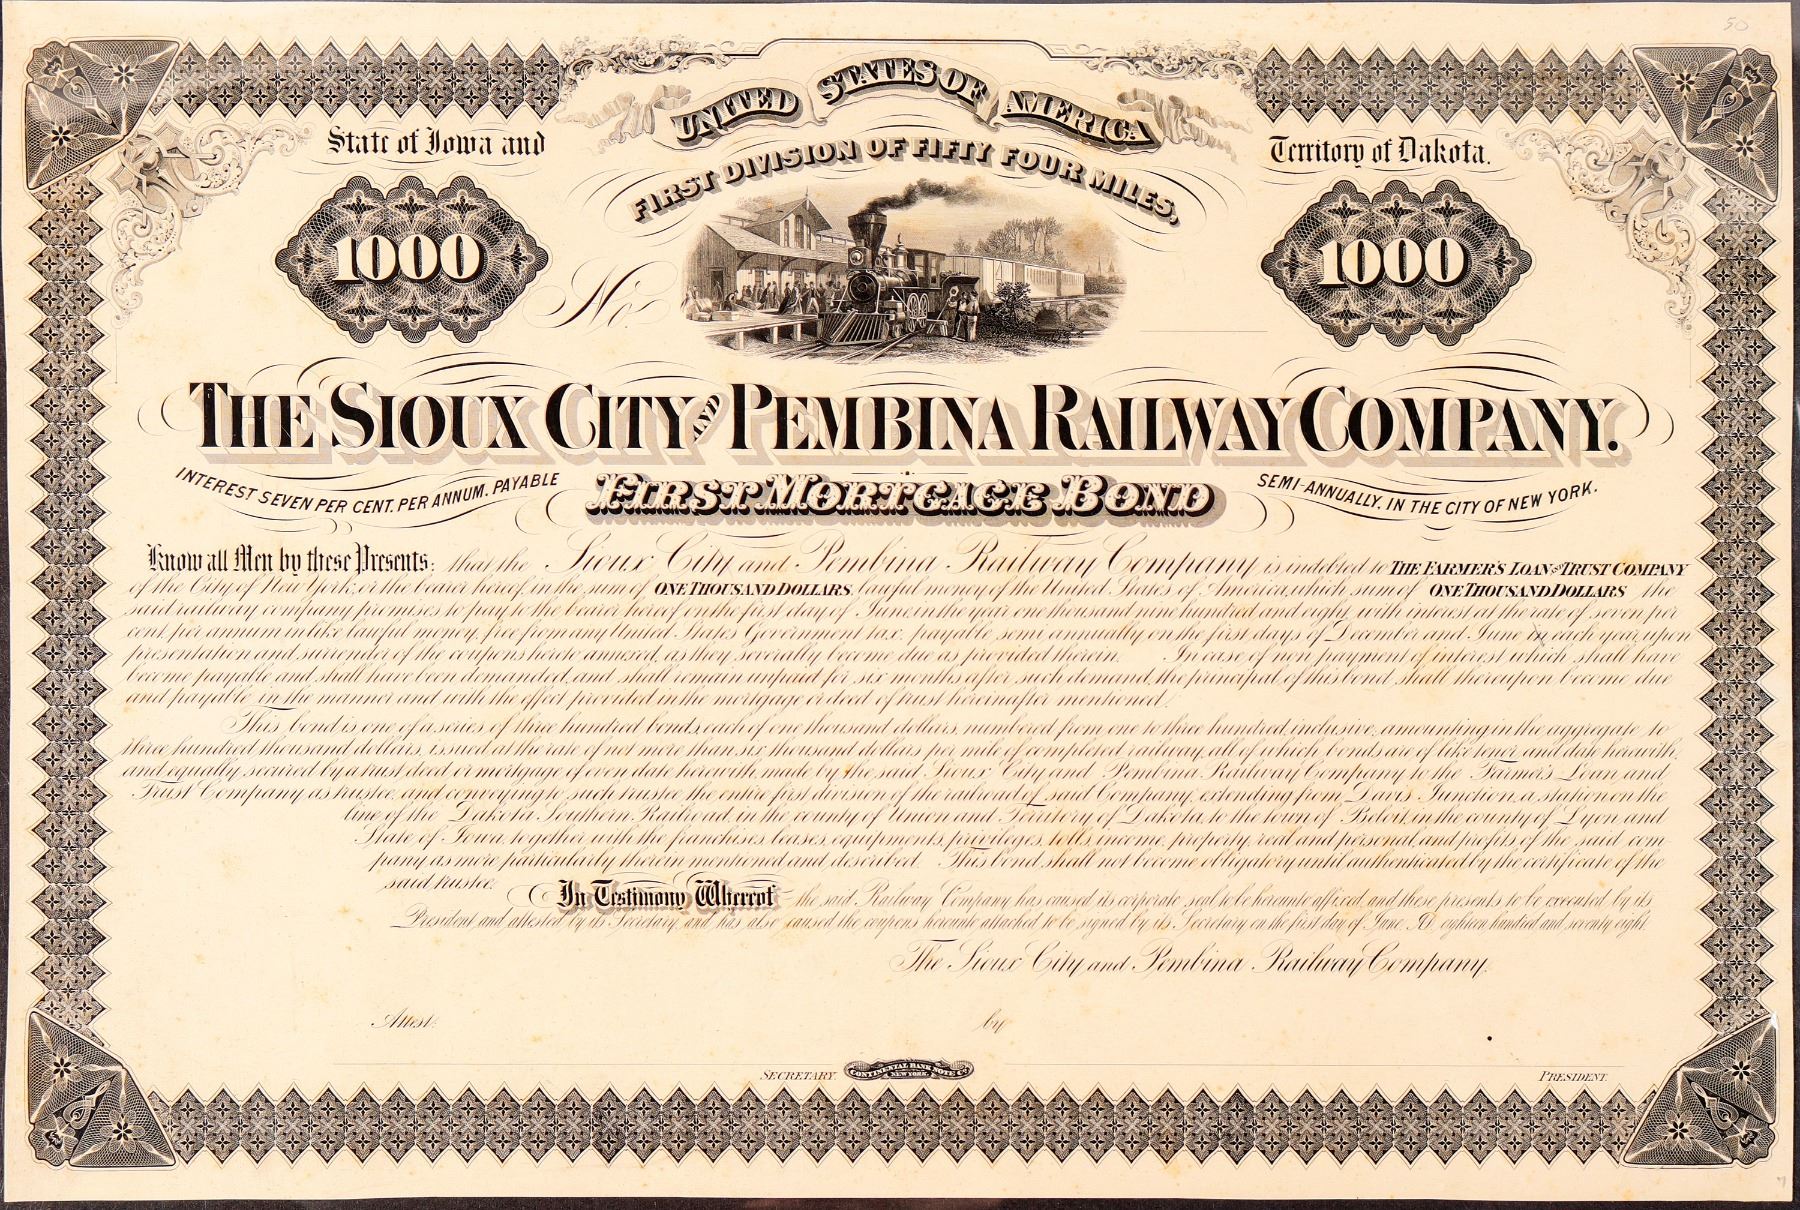 50
UNITED STATES OF AMERICA
State of Iowa and
Territory of Dakota.
FIRST DIVISION OF FIFTY FOUR MILES,
1000
No.
1000
THE SIOUX CITY AND PEMBINA RAILWAY COMPANY.
INTEREST SEVEN PER CENT. PER ANNUM. PAYABLE
FIRST MORTGAGE BOND
SEMI-ANNUALLY, IN THE CITY OF NEW YORK.
Know all Men by these Presents: that the Sioux City and Pembina Railway Company is indebted to THE FARMER'S LOAN AND TRUST COMPANY
of the City of New York, or the bearer hereof, in the sum of ONE THOUSAND DOLLARS, lawful money of the United States of America, which sum of ONE THOUSAND DOLLARS the
said railway company promises to pay to the bearer hereof on the first day of June, in the year one thousand nine hundred and eight, with interest at the rate of seven per
cent. per annum in like lawful money, free from any United States Government tax, payable semi annually on the first days of December and June in each year, upon
presentation and surrender of the coupons hereto annexed, as they severally become due as provided therein. In case of non payment of interest which shall have
become payable and shall have been demanded, and shall remain unpaid for six months after such demand, the principal of this bond shall thereupon become due
and payable in the manner and with the effect provided in the mortgage or deed of trust hereinafter mentioned.
This bond is one of a series of three hundred bonds, each of one thousand dollars, numbered from one to three hundred, inclusive, amounting in the aggregate to
three hundred thousand dollars, issued at the rate of not more than six thousand dollars per mile of completed railway, all of which bonds are of like tenor and date herewith,
and equally secured by a trust deed or mortgage of even date herewith, made by the said Sioux City and Pembina Railway Company to the Farmer's Loan and
Trust Company as trustee, and conveying to such trustee the entire first division of the railroad of said Company, extending from Davis Junction, a station on the
line of the Dakota Southern Railroad, in the county of Union and Territory of Dakota, to the town of Beloit, in the county of Lyon and
State of Iowa, together with the franchises, leases, equipments, privileges, tolls, income, property, real and personal, and profits of the said com-
pany as more particularly therein mentioned and described. This bond shall not become obligatory until authenticated by the certificate of the
said trustee.
In Testimony Whereof the said Railway Company has caused its corporate seal to be hereunto affixed, and these presents to be executed by its
President and attested by its Secretary, and has also caused the coupons hereunto attached to be signed by its Secretary on the first day of June, A.D. eighteen hundred and seventy eight.
The Sioux City and Pembina Railway Company.
Attest:
by
SECRETARY.
CONTINENTAL BANK NOTE CO.
NEW YORK.
PRESIDENT.